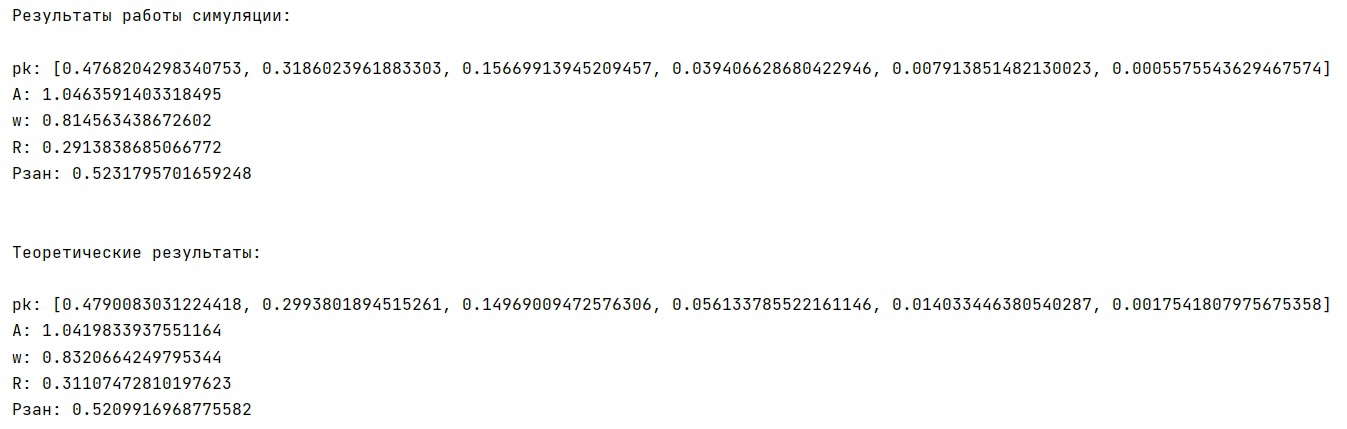 Результаты работы симуляции:
pk: [0.4768204298340753, 0.3186023961883303, 0.15669913945209457, 0.039406628680422946, 0.007913851482130023, 0.0005575543629467574]
A: 1.0463591403318495
w: 0.814563438672602
R: 0.2913838685066772
Pзан: 0.5231795701659248
Теоретические результаты:
pk: [0.4790083031224418, 0.2993801894515261, 0.14969009472576306, 0.056133785522161146, 0.014033446380540287, 0.0017541807975675358]
A: 1.0419833937551164
w: 0.8320664249795344
R: 0.31107472810197623
Pзан: 0.5209916968775582